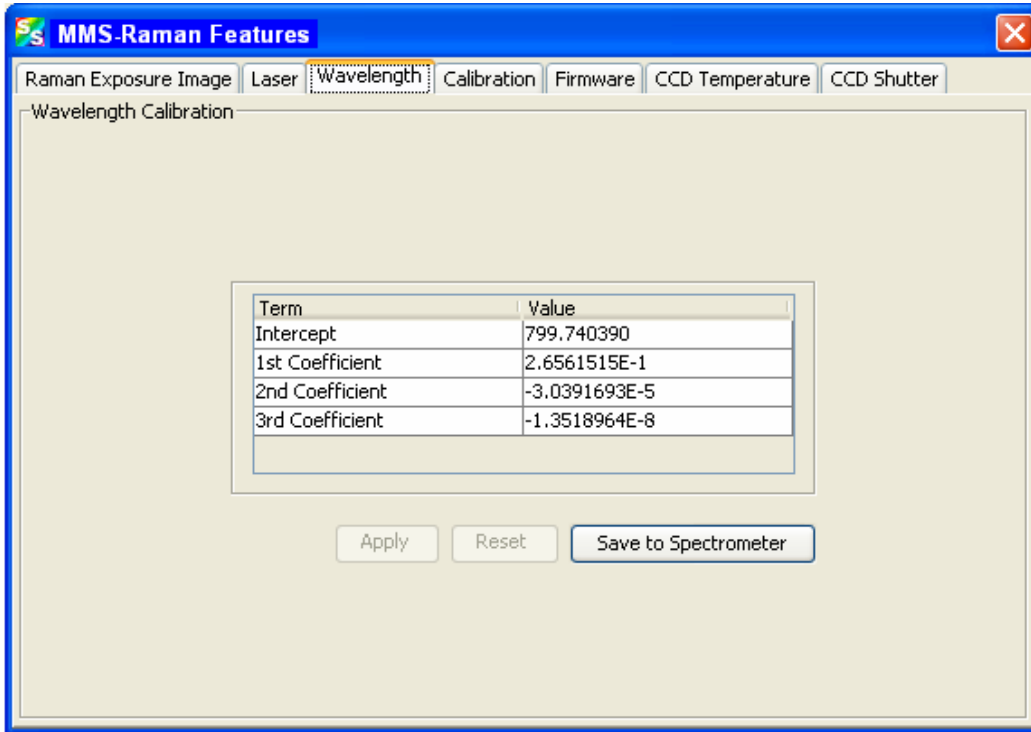 MMS-Raman Features
Raman Exposure Image Laser Wavelength Calibration Firmware CCD Temperature CCD Shutter
Wavelength Calibration
Term Value
Intercept 799.740390
1st Coefficient 2.6561515E-1
2nd Coefficient -3.0391693E-5
3rd Coefficient -1.3518964E-8
Apply Reset Save to Spectrometer